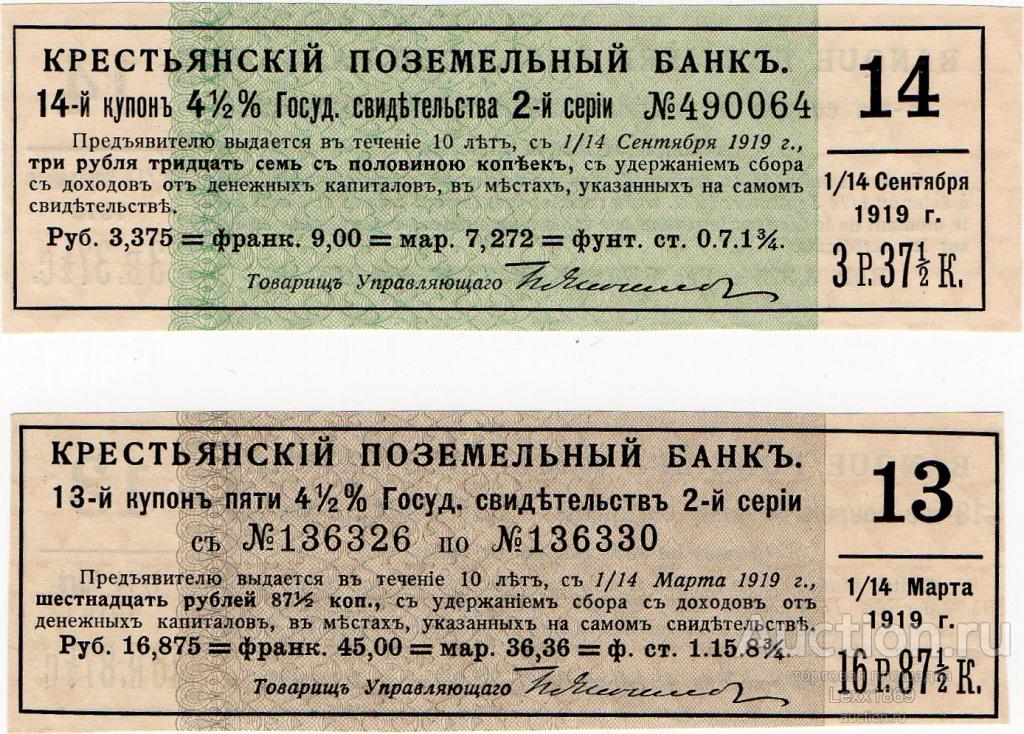 КРЕСТЬЯНСКІЙ ПОЗЕМЕЛЬНЫЙ БАНКЪ.
14-й купонъ 4½% Госуд. свидѣтельства 2-й серіи №490064
Предъявителю выдается въ теченіе 10 лѣтъ, съ 1/14 Сентября 1919 г.,
три рубля тридцать семь съ половиною копѣекъ, съ удержаніемъ сбора
съ доходовъ отъ денежныхъ капиталовъ, въ мѣстахъ, указанныхъ на самомъ
свидѣтельствѣ.
Руб. 3,375 = франк. 9,00 = мар. 7,272 = фунт. ст. 0.7.1¾.
Товарищъ Управляющаго
14
1/14 Сентября
1919 г.
3 Р. 37½ К.
КРЕСТЬЯНСКІЙ ПОЗЕМЕЛЬНЫЙ БАНКЪ.
13-й купонъ пяти 4½% Госуд. свидѣтельствъ 2-й серіи
съ №136326 по №136330
Предъявителю выдается въ теченіе 10 лѣтъ, съ 1/14 Марта 1919 г.,
шестнадцать рублей 87½ коп., съ удержаніемъ сбора съ доходовъ отъ
денежныхъ капиталовъ, въ мѣстахъ, указанныхъ на самомъ свидѣтельствѣ.
Руб. 16,875 = франк. 45,00 = мар. 36,36 = ф. ст. 1.15.8¾.
Товарищъ Управляющаго
13
1/14 Марта
1919 г.
16 Р. 87½ К.
auction.ru
торговая площадка
Lexx1869
auction.ru